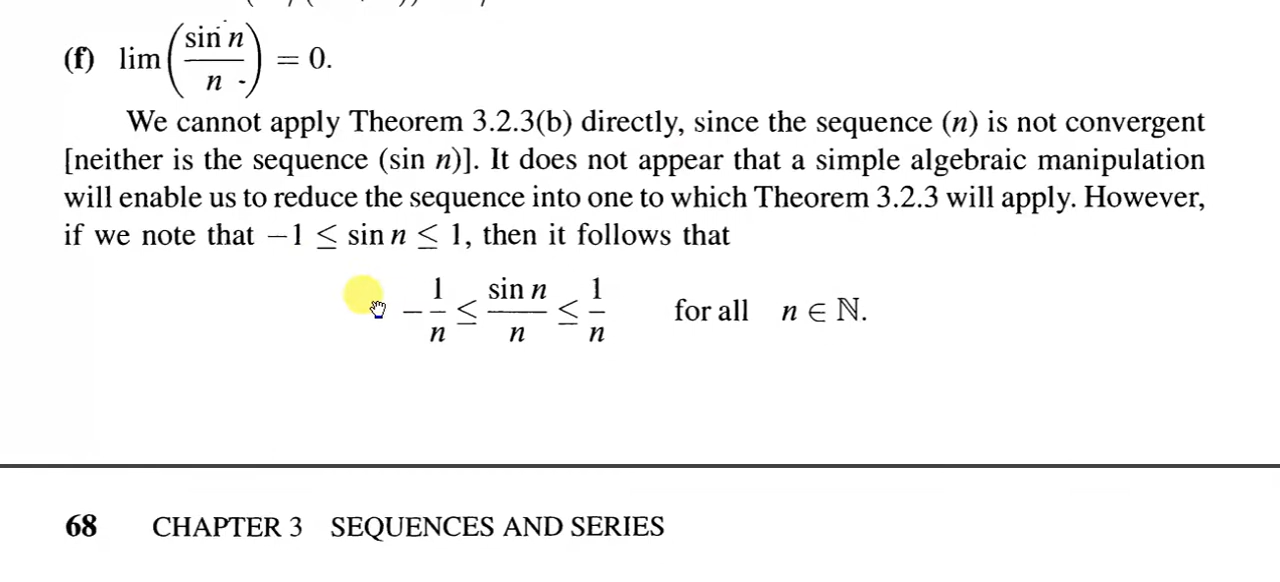 (f) lim(sin n / n) = 0.
We cannot apply Theorem 3.2.3(b) directly, since the sequence (n) is not convergent
[neither is the sequence (sin n)]. It does not appear that a simple algebraic manipulation
will enable us to reduce the sequence into one to which Theorem 3.2.3 will apply. However,
if we note that −1 ≤ sin n ≤ 1, then it follows that
−1/n ≤ sin n / n ≤ 1/n for all n ∈ ℕ.
68 CHAPTER 3 SEQUENCES AND SERIES